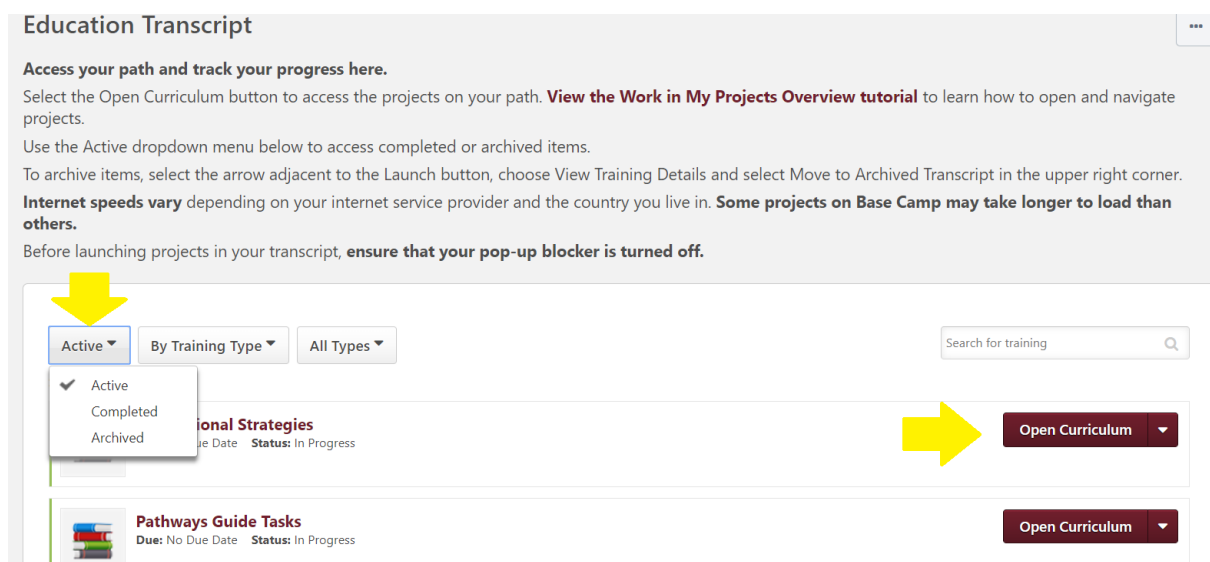 Education Transcript
Access your path and track your progress here.
Select the Open Curriculum button to access the projects on your path. View the Work in My Projects Overview tutorial to learn how to open and navigate
projects.
Use the Active dropdown menu below to access completed or archived items.
To archive items, select the arrow adjacent to the Launch button, choose View Training Details and select Move to Archived Transcript in the upper right corner.
Internet speeds vary depending on your internet service provider and the country you live in. Some projects on Base Camp may take longer to load than
others.
Before launching projects in your transcript, ensure that your pop-up blocker is turned off.
Active By Training Type All Types Search for training
Active
Completed
Archived
ional Strategies
ue Date Status: In Progress
Open Curriculum
Pathways Guide Tasks
Due: No Due Date Status: In Progress
Open Curriculum